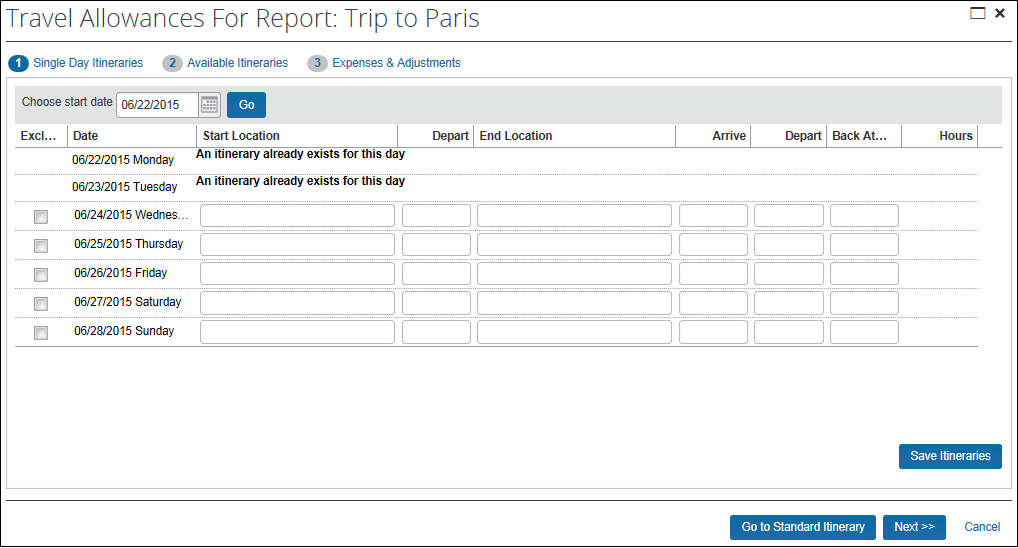 Travel Allowances For Report: Trip to Paris
1 Single Day Itineraries 2 Available Itineraries 3 Expenses & Adjustments
Choose start date 06/22/2015 Go
Excl... Date Start Location Depart End Location Arrive Depart Back At... Hours
06/22/2015 Monday An itinerary already exists for this day
06/23/2015 Tuesday An itinerary already exists for this day
06/24/2015 Wednes...
06/25/2015 Thursday
06/26/2015 Friday
06/27/2015 Saturday
06/28/2015 Sunday
Save Itineraries
Go to Standard Itinerary Next >> Cancel